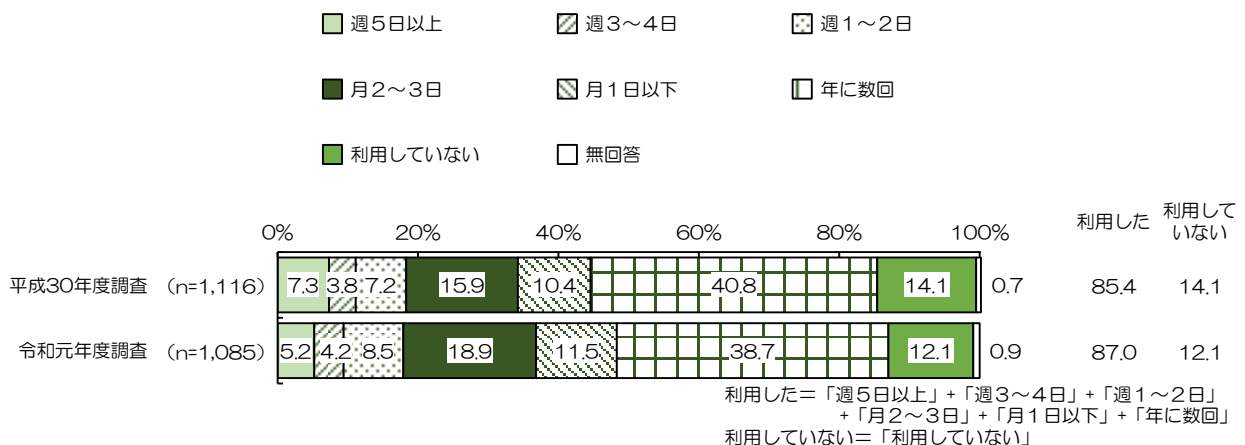 週5日以上 週3～4日 週1～2日
月2～3日 月1日以下 年に数回
利用していない 無回答
利用した 利用して
いない
0% 20% 40% 60% 80% 100%
平成30年度調査 (n=1,116) 7.3 3.8 7.2 15.9 10.4 40.8 14.1 0.7 85.4 14.1
令和元年度調査 (n=1,085) 5.2 4.2 8.5 18.9 11.5 38.7 12.1 0.9 87.0 12.1
利用した＝「週5日以上」+「週3～4日」+「週1～2日」
+「月2～3日」+「月1日以下」+「年に数回」
利用していない＝「利用していない」